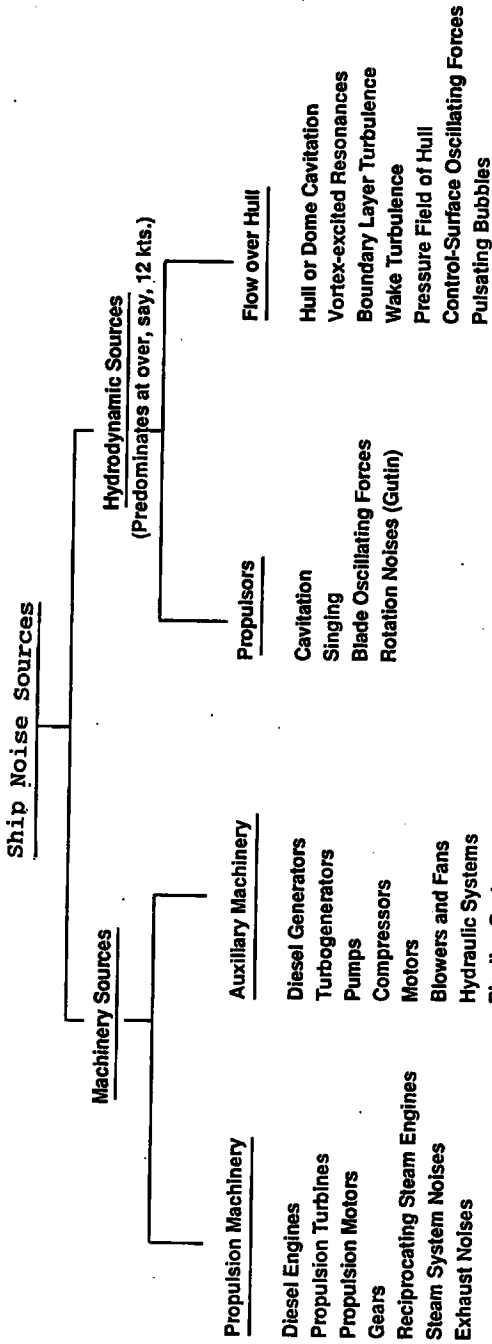 Ship Noise Sources
Machinery Sources
Hydrodynamic Sources
(Predominates at over, say, 12 kts.)
Propulsion Machinery
Diesel Engines
Propulsion Turbines
Propulsion Motors
Gears
Reciprocating Steam Engines
Steam System Noises
Exhaust Noises
Auxillary Machinery
Diesel Generators
Turbogenerators
Pumps
Compressors
Motors
Blowers and Fans
Hydraulic Systems
Propulsors
Cavitation
Singing
Blade Oscillating Forces
Rotation Noises (Gutin)
Flow over Hull
Hull or Dome Cavitation
Vortex-excited Resonances
Boundary Layer Turbulence
Wake Turbulence
Pressure Field of Hull
Control-Surface Oscillating Forces
Pulsating Bubbles